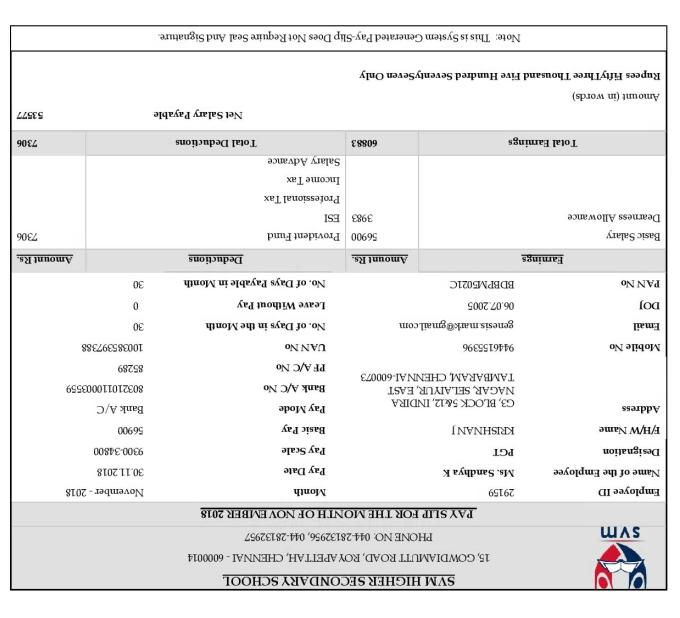 SVM HIGHER SECONDARY SCHOOL
15, GOWDIAMUTT ROAD, ROYAPETTAH, CHENNAI - 6000014
PHONE NO: 044-28132956, 044-28132957
SVM
PAY SLIP FOR THE MONTH OF NOVEMBER 2018
Employee ID 29159 Month November - 2018
Name of the Employee Ms. Sandhya K Pay Date 30.11.2018
Designation PGT Pay Scale 9300-34800
F/H/W Name KRISHNAN J Basic Pay 56900
Address G3, BLOCK 5&12, INDIRA Pay Mode Bank A/C
NAGAR, SELAIYUR, EAST Bank A/C No 803210110003559
TAMBARAM, CHENNAI-600073 PF A/C No 85289
Mobile No 9446155396 UAN No 100385397388
Email genesis mark@gmail.com No. of Days in the Month 30
DOJ 06.07.2005 Leave Without Pay 0
PAN No BDBPM5021C No. of Days Payable in Month 30
Earnings Amount Rs. Deductions Amount Rs.
Basic Salary 56900 Provident Fund 7306
Dearness Allowance 3983 ESI
Professional Tax
Income Tax
Salary Advance
Total Earnings 60883 Total Deductions 7306
Net Salary Payable 53577
Amount (in words)
Rupees FiftyThree Thousand Five Hundred SeventySeven Only
Note: This is System Generated Pay-Slip Does Not Require Seal And Signature.